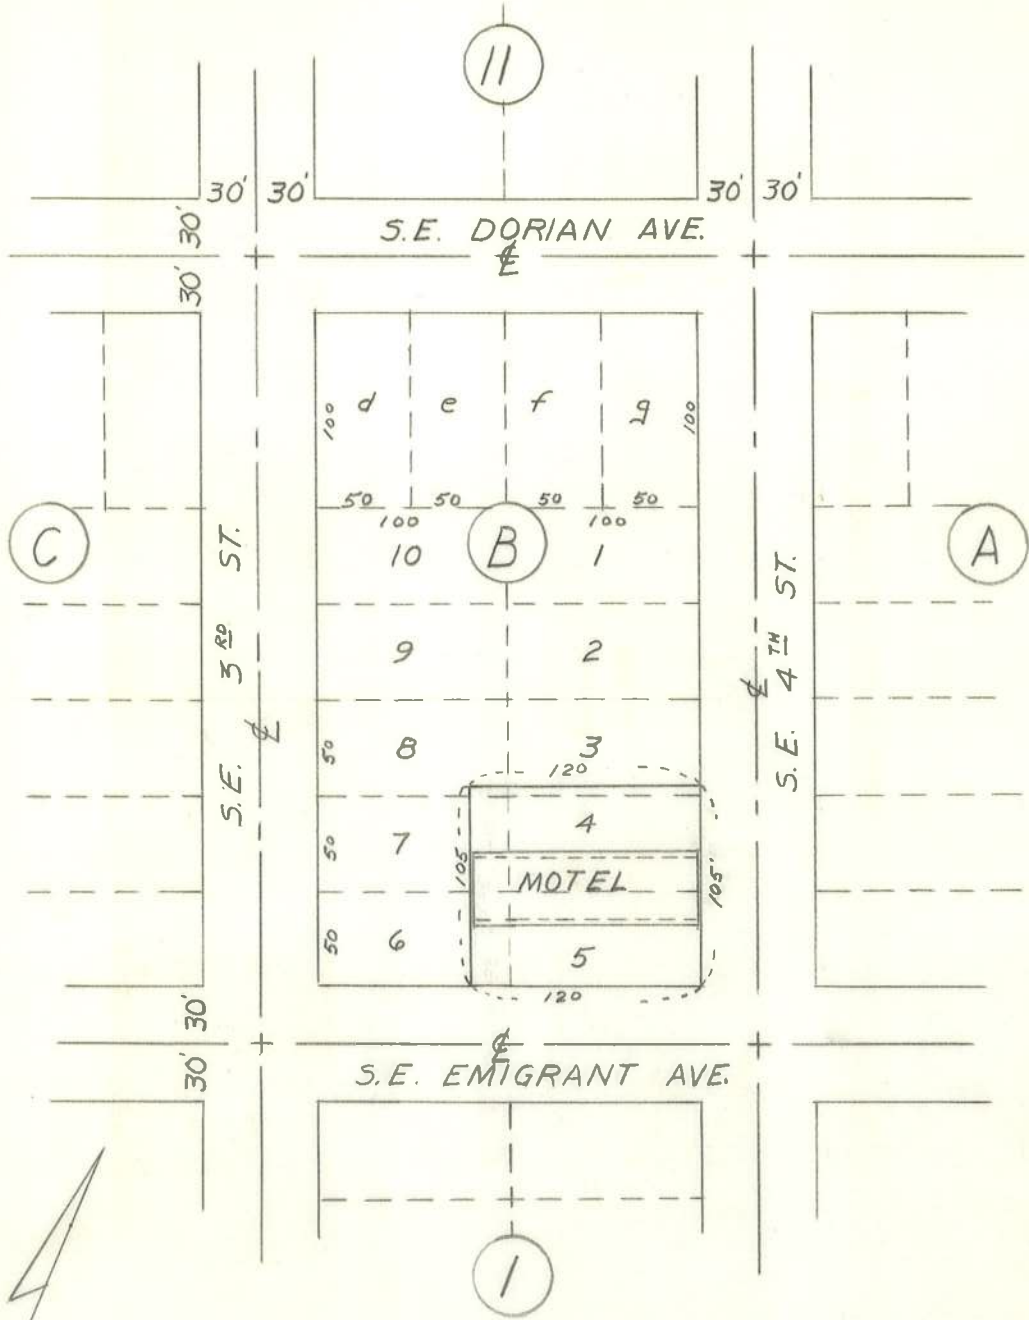 11
30' 30' 30' 30'
30'
S.E. DORIAN AVE.
℄
30'
100 d e f g 100
50 50 50 50
100 100
C 10 B 1 A
S.E. 3RD ST.
℄
S.E. 4TH ST.
℄
9 2
50 8 3
120
50 7 4
105 MOTEL 105'
50 6 5
120
30'
℄
30'
S.E. EMIGRANT AVE.
1